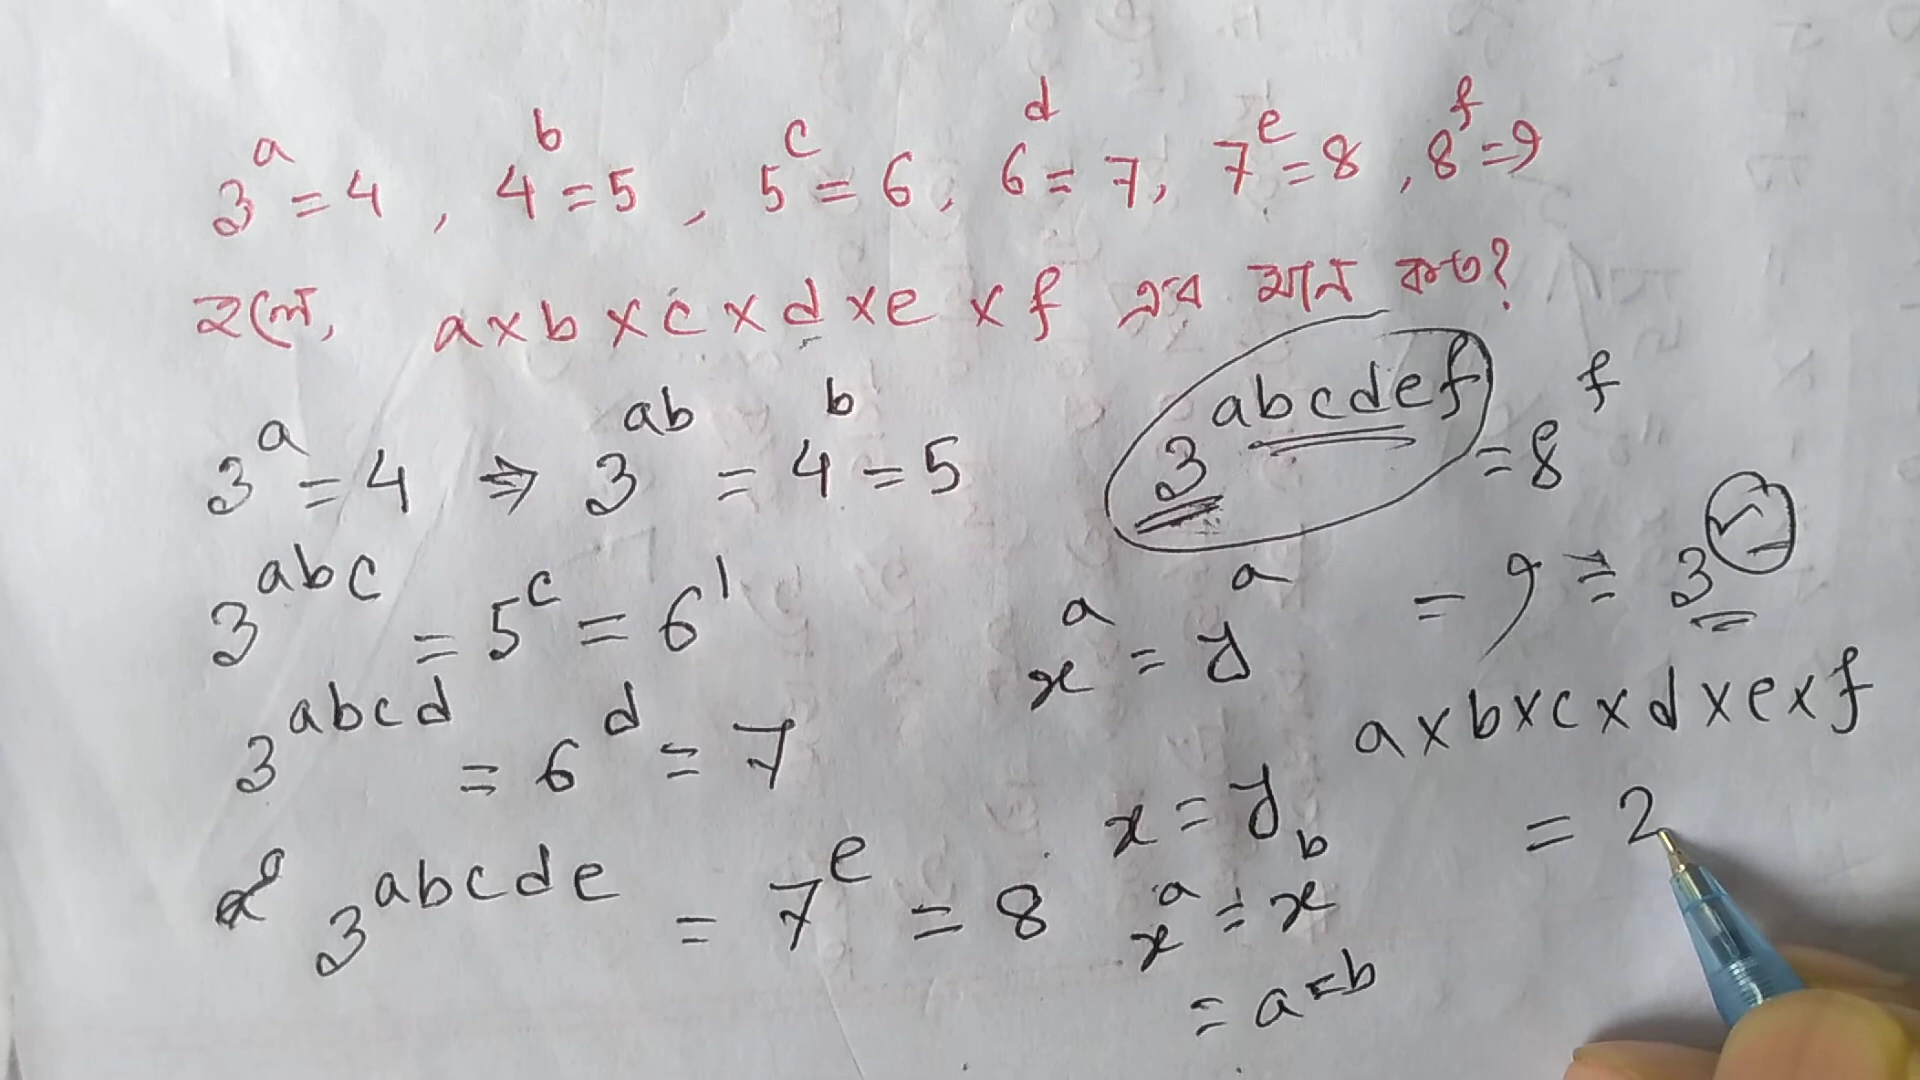 3^a = 4, 4^b = 5, 5^c = 6, 6^d = 7, 7^e = 8, 8^f = 9
হলে, a × b × c × d × e × f এর মান কত?
3^a = 4 ⇒ 3^ab = 4^b = 5
3^abc = 5^c = 6^1
3^abcd = 6^d = 7
3^abcde = 7^e = 8
3^abcdef = 8^f
= 9 = 3^2
x^a = y^a
x = y
x^a = x^b
= a = b
a × b × c × d × e × f
= 2